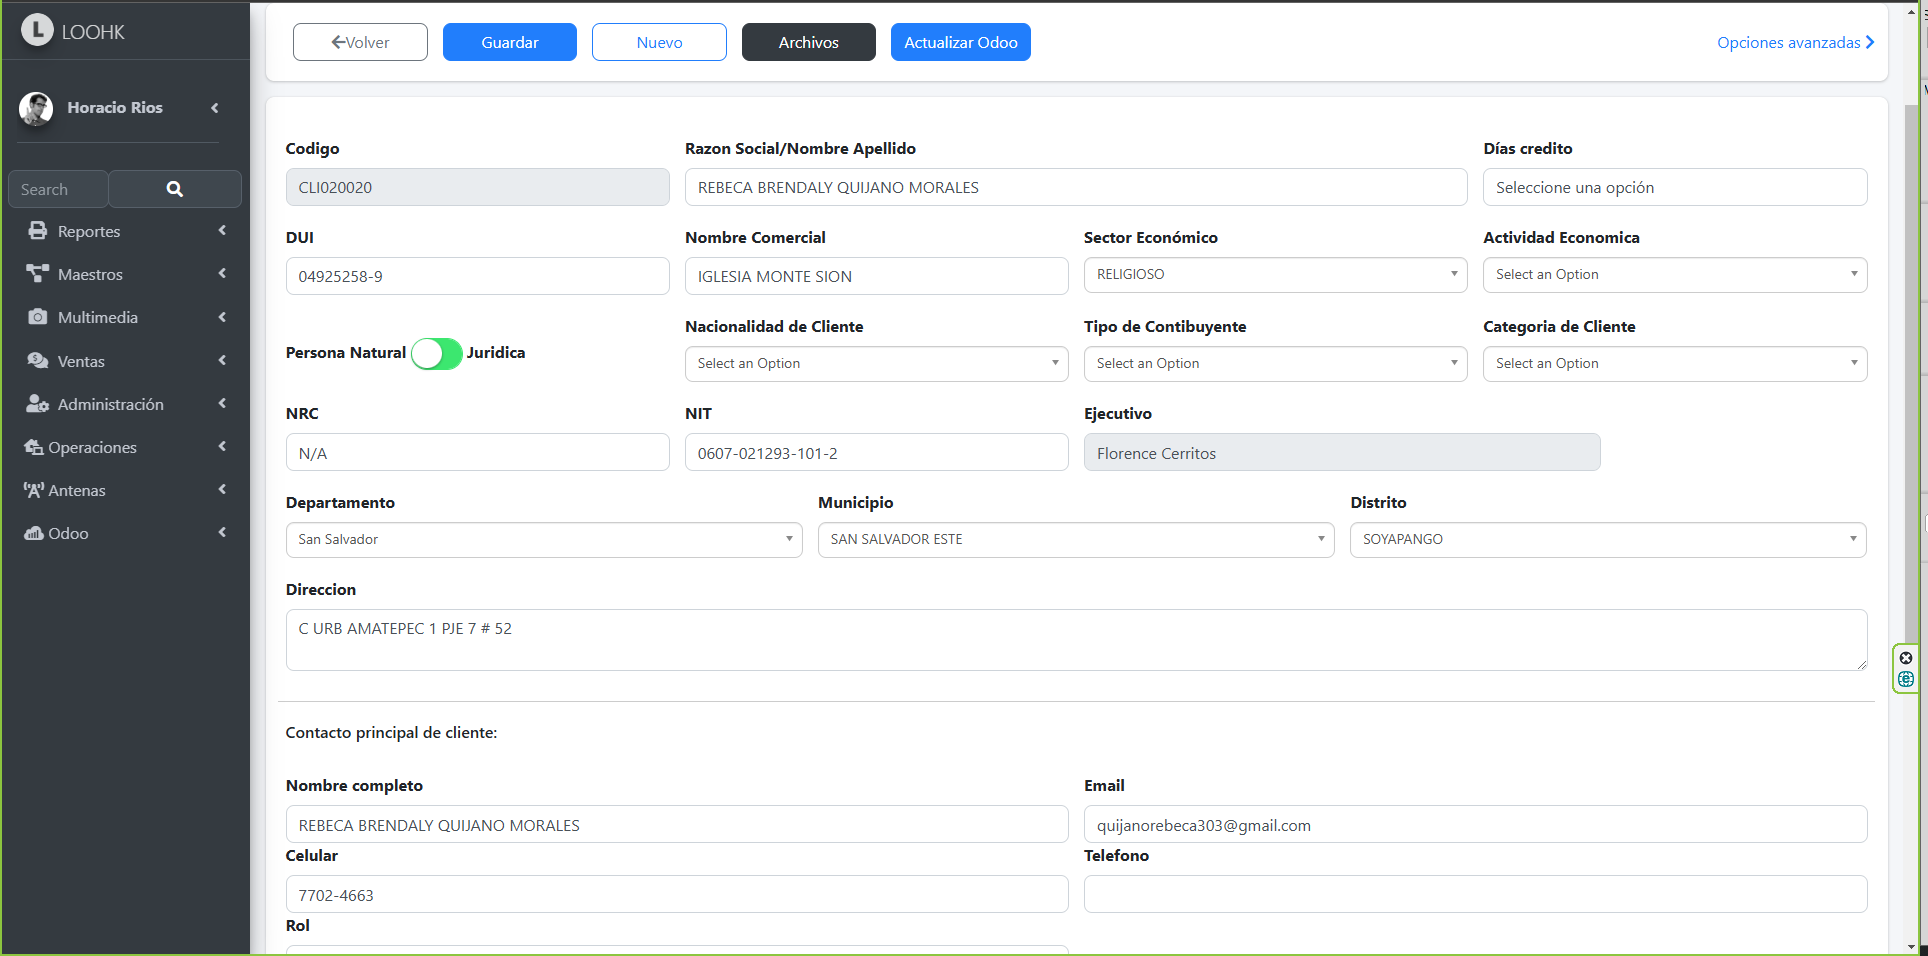 L LOOHK
Horacio Rios
Search
Reportes
Maestros
Multimedia
Ventas
Administración
Operaciones
Antenas
Odoo
Volver Guardar Nuevo Archivos Actualizar Odoo Opciones avanzadas
Codigo Razon Social/Nombre Apellido Días credito
CLI020020 REBECA BRENDALY QUIJANO MORALES Seleccione una opción
DUI Nombre Comercial Sector Económico Actividad Economica
04925258-9 IGLESIA MONTE SION RELIGIOSO Select an Option
Nacionalidad de Cliente Tipo de Contibuyente Categoria de Cliente
Persona Natural Juridica
Select an Option Select an Option Select an Option
NRC NIT Ejecutivo
N/A 0607-021293-101-2 Florence Cerritos
Departamento Municipio Distrito
San Salvador SAN SALVADOR ESTE SOYAPANGO
Direccion
C URB AMATEPEC 1 PJE 7 # 52
Contacto principal de cliente:
Nombre completo Email
REBECA BRENDALY QUIJANO MORALES quijanorebeca303@gmail.com
Celular Telefono
7702-4663
Rol